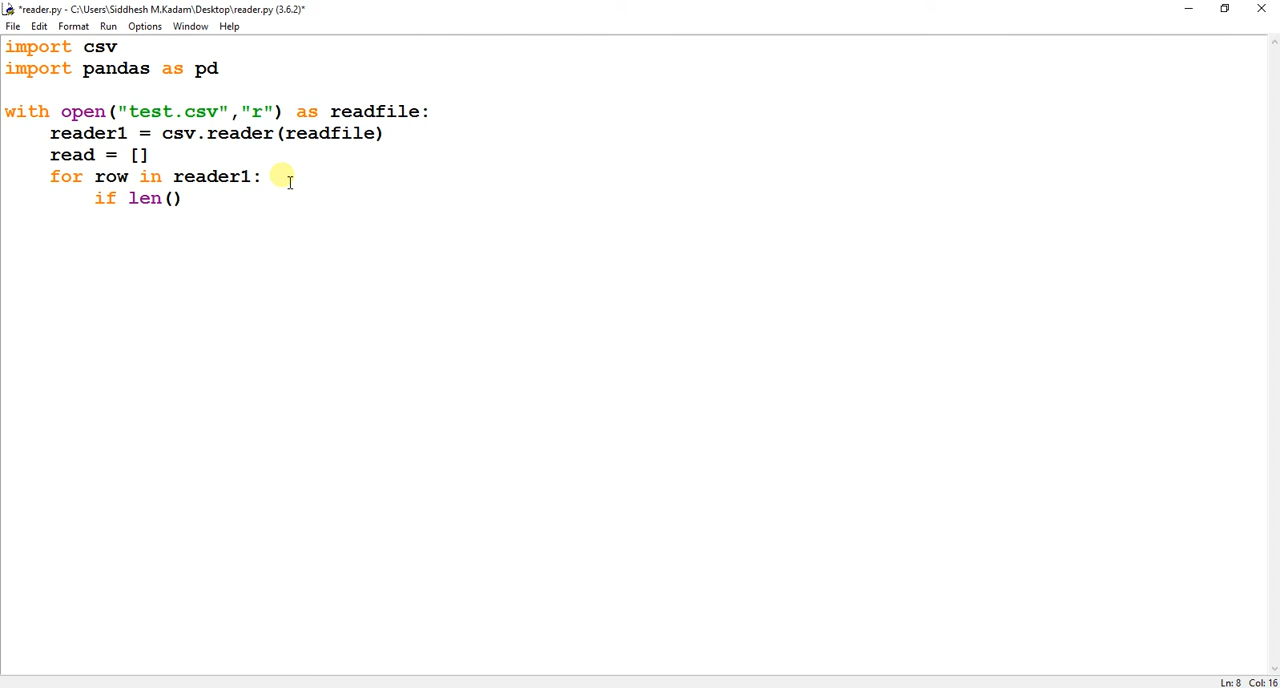 *reader.py - C:\Users\Siddhesh M.Kadam\Desktop\reader.py (3.6.2)*
File Edit Format Run Options Window Help
import csv
import pandas as pd
with open("test.csv","r") as readfile:
    reader1 = csv.reader(readfile)
    read = []
    for row in reader1:
        if len()
Ln: 8 Col: 16